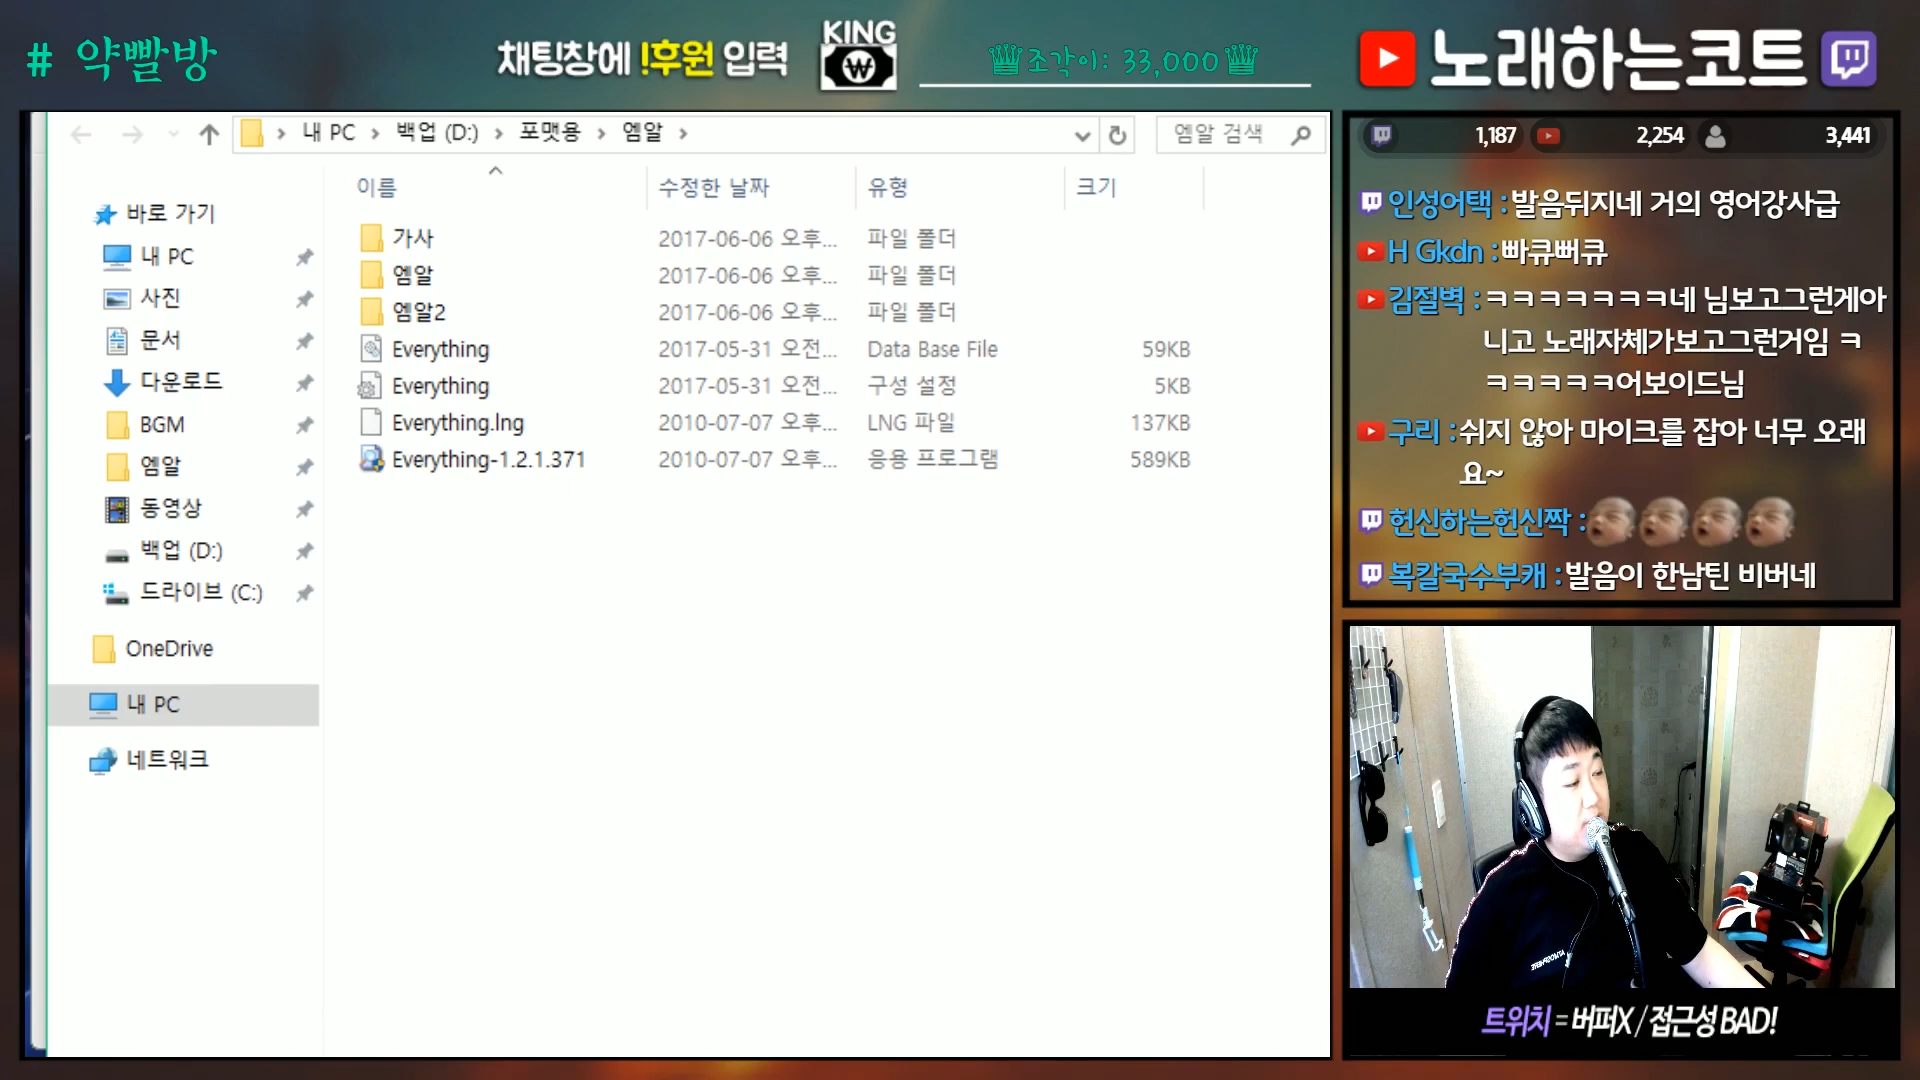 # 약빨방
채팅창에 !후원 입력
KING
₩
조각이: 33,000
노래하는코트
내 PC › 백업 (D:) › 포맷용 › 엠알 ›
엠알 검색
이름 수정한 날짜 유형 크기
바로 가기
내 PC
사진
문서
다운로드
BGM
엠알
동영상
백업 (D:)
드라이브 (C:)
OneDrive
내 PC
네트워크
가사 2017-06-06 오후... 파일 폴더
엠알 2017-06-06 오후... 파일 폴더
엠알2 2017-06-06 오후... 파일 폴더
Everything 2017-05-31 오전... Data Base File 59KB
Everything 2017-05-31 오전... 구성 설정 5KB
Everything.lng 2010-07-07 오후... LNG 파일 137KB
Everything-1.2.1.371 2010-07-07 오후... 응용 프로그램 589KB
1,187 2,254 3,441
인성어택 : 발음뒤지네 거의 영어강사급
H Gkdn : 빠큐뻐큐
김절벽 : ㅋㅋㅋㅋㅋㅋㅋ네 님보고그런게아
니고 노래자체가보고그런거임 ㅋ
ㅋㅋㅋㅋㅋ어보이드님
구리 : 쉬지 않아 마이크를 잡아 너무 오래
요~
헌신하는헌신짝 :
복칼국수부캐 : 발음이 한남틴 비버네
트위치 = 버퍼X / 접근성 BAD!